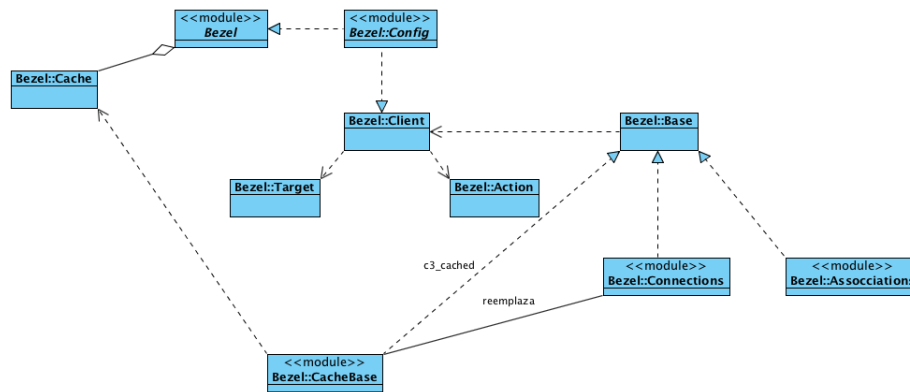 <<module>>
Bezel
<<module>>
Bezel::Config
Bezel::Cache
Bezel::Client
Bezel::Base
Bezel::Target
Bezel::Action
c3_cached
<<module>>
Bezel::Connections
<<module>>
Bezel::Assocciations
reemplaza
<<module>>
Bezel::CacheBase